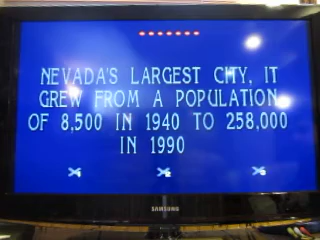 NEVADA'S LARGEST CITY, IT
GREW FROM A POPULATION
OF 8,500 IN 1940 TO 258,000
IN 1990
SAMSUNG